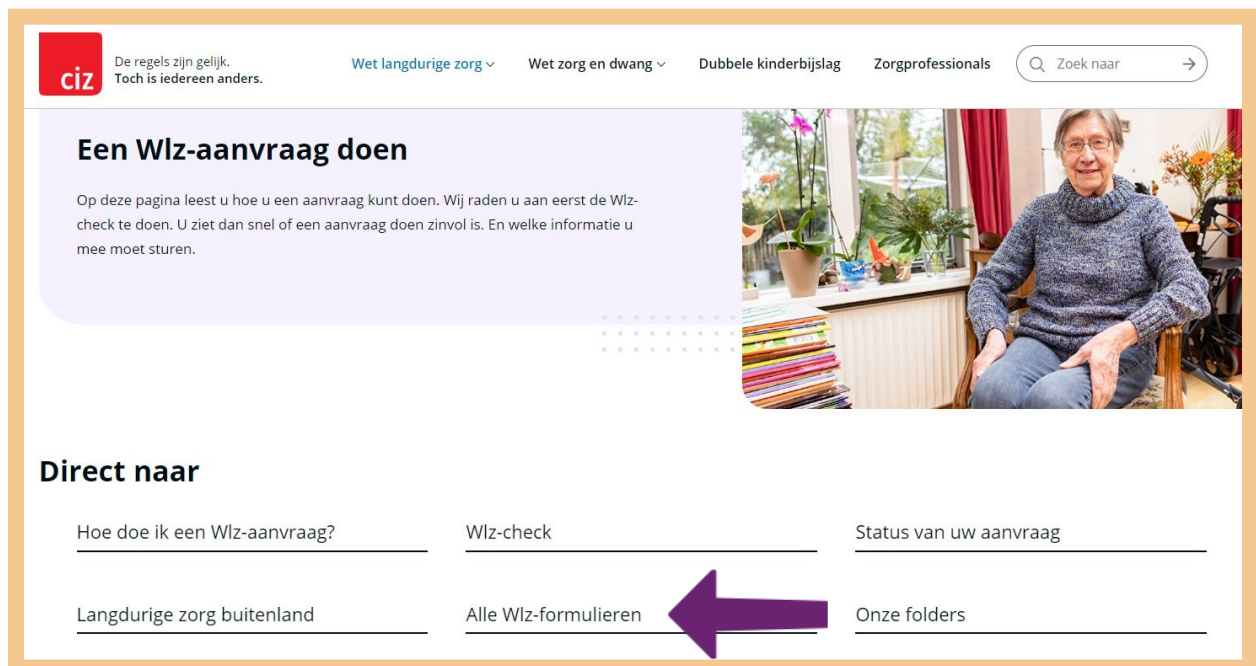 ciz
De regels zijn gelijk.
Toch is iedereen anders.
Wet langdurige zorg
Wet zorg en dwang
Dubbele kinderbijslag
Zorgprofessionals
Zoek naar
Een Wlz-aanvraag doen
Op deze pagina leest u hoe u een aanvraag kunt doen. Wij raden u aan eerst de Wlz-
check te doen. U ziet dan snel of een aanvraag doen zinvol is. En welke informatie u
mee moet sturen.
Direct naar
Hoe doe ik een Wlz-aanvraag?
Wlz-check
Status van uw aanvraag
Langdurige zorg buitenland
Alle Wlz-formulieren
Onze folders